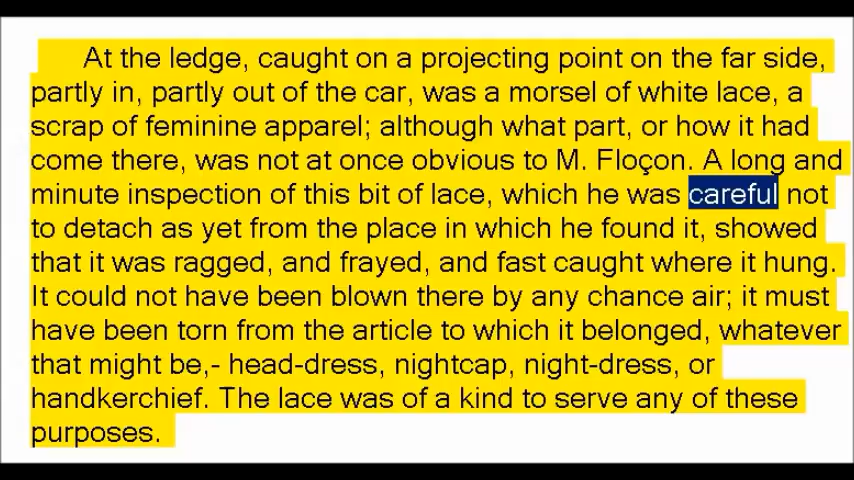 At the ledge, caught on a projecting point on the far side,
partly in, partly out of the car, was a morsel of white lace, a
scrap of feminine apparel; although what part, or how it had
come there, was not at once obvious to M. Floçon. A long and
minute inspection of this bit of lace, which he was careful not
to detach as yet from the place in which he found it, showed
that it was ragged, and frayed, and fast caught where it hung.
It could not have been blown there by any chance air; it must
have been torn from the article to which it belonged, whatever
that might be,- head-dress, nightcap, night-dress, or
handkerchief. The lace was of a kind to serve any of these
purposes.